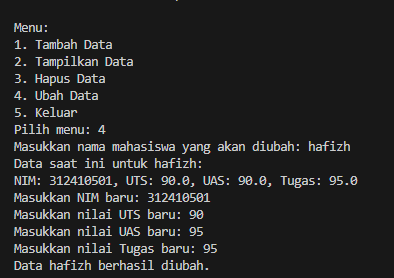 Menu:
1. Tambah Data
2. Tampilkan Data
3. Hapus Data
4. Ubah Data
5. Keluar
Pilih menu: 4
Masukkan nama mahasiswa yang akan diubah: hafizh
Data saat ini untuk hafizh:
NIM: 312410501, UTS: 90.0, UAS: 90.0, Tugas: 95.0
Masukkan NIM baru: 312410501
Masukkan nilai UTS baru: 90
Masukkan nilai UAS baru: 95
Masukkan nilai Tugas baru: 95
Data hafizh berhasil diubah.